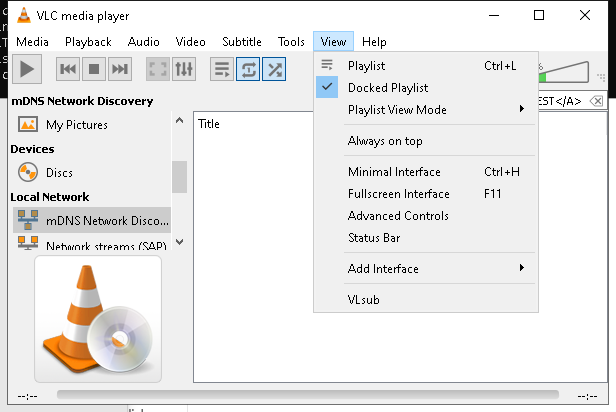 VLC media player
Media Playback Audio Video Subtitle Tools View Help
mDNS Network Discovery
My Pictures
Devices
Discs
Local Network
mDNS Network Disco...
Network streams (SAP)
Title
Playlist Ctrl+L
Docked Playlist
Playlist View Mode
Always on top
Minimal Interface Ctrl+H
Fullscreen Interface F11
Advanced Controls
Status Bar
Add Interface
VLsub
%
EST</A>
--:-- --:--